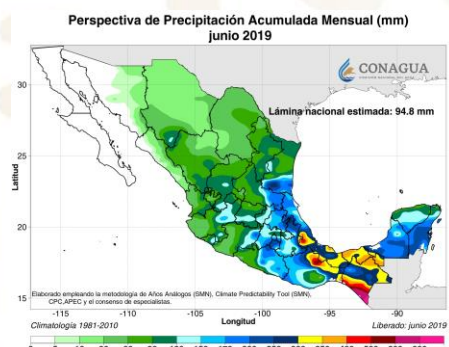 Perspectiva de Precipitación Acumulada Mensual (mm)
junio 2019
CONAGUA
Lámina nacional estimada: 94.8 mm
30
25
20
15
Latitud
Elaborado empleando la metodología de Años Análogos (SMN), Climate Predictability Tool (SMN),
CPC,APEC y el consenso de especialistas.
-115
-110
-105
-100
-95
-90
Climatología 1981-2010
Longitud
Liberado: junio 2019